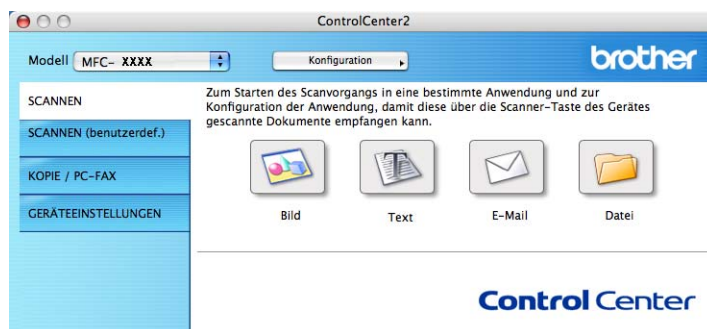 ControlCenter2
Modell MFC- XXXX Konfiguration brother
SCANNEN
SCANNEN (benutzerdef.)
KOPIE / PC-FAX
GERÄTEEINSTELLUNGEN
Zum Starten des Scanvorgangs in eine bestimmte Anwendung und zur
Konfiguration der Anwendung, damit diese über die Scanner-Taste des Gerätes
gescannte Dokumente empfangen kann.
Bild Text E-Mail Datei
Control Center